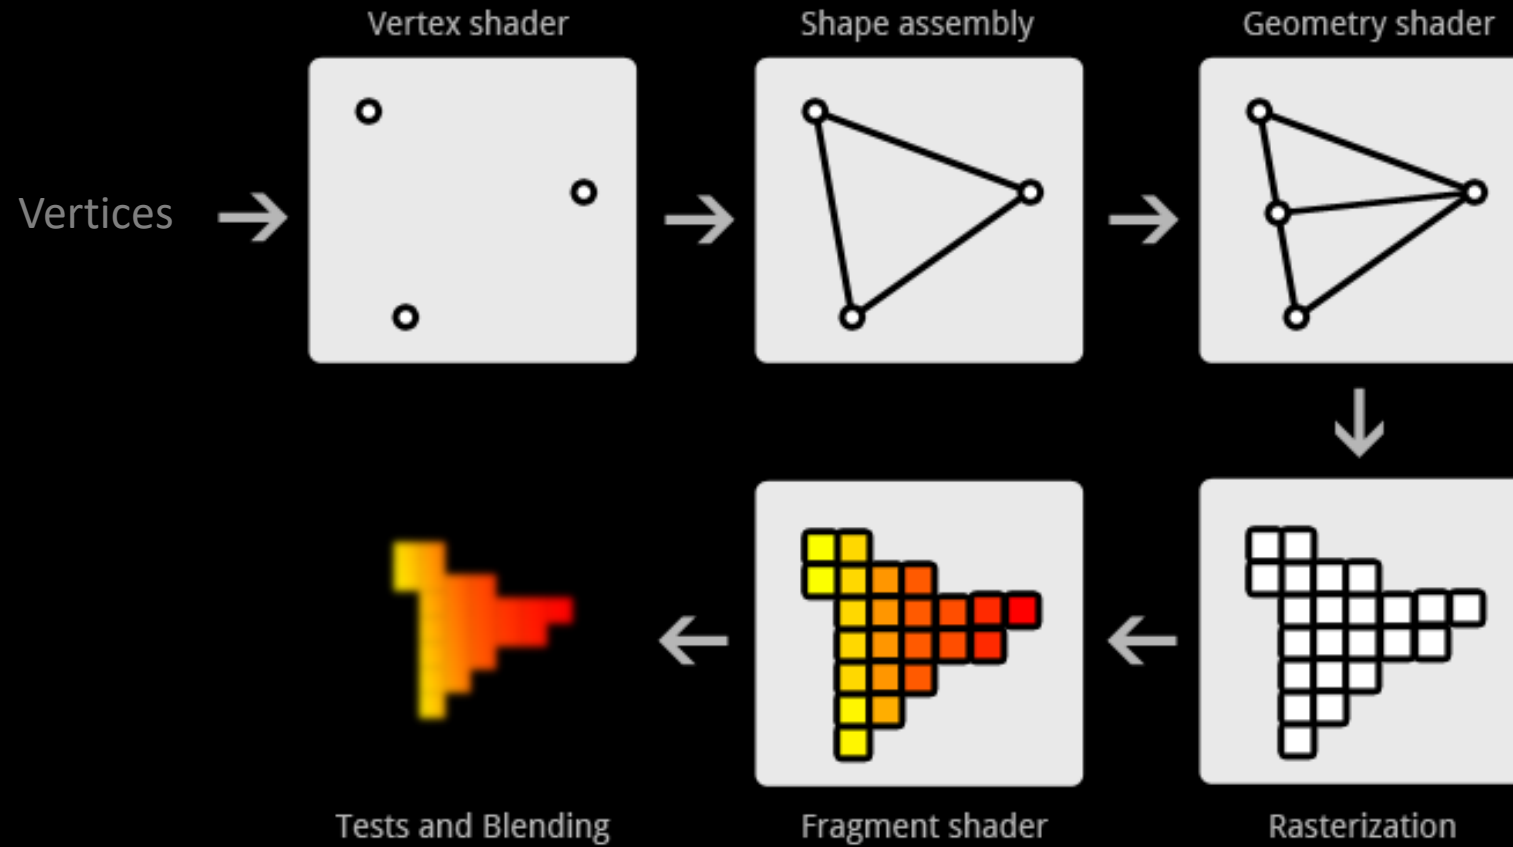 Vertex shader
Shape assembly
Geometry shader
Vertices
Tests and Blending
Fragment shader
Rasterization